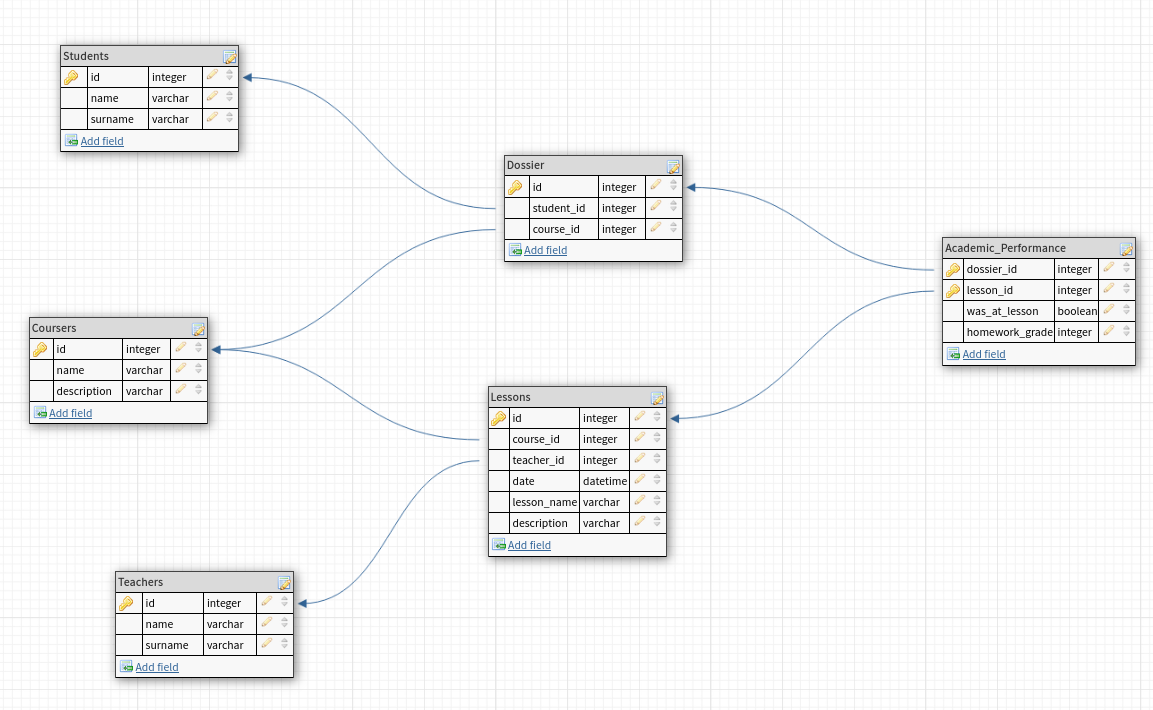 Students
id integer
name varchar
surname varchar
Add field
Dossier
id integer
student_id integer
course_id integer
Add field
Academic_Performance
dossier_id integer
lesson_id integer
was_at_lesson boolean
homework_grade integer
Add field
Coursers
id integer
name varchar
description varchar
Add field
Lessons
id integer
course_id integer
teacher_id integer
date datetime
lesson_name varchar
description varchar
Add field
Teachers
id integer
name varchar
surname varchar
Add field